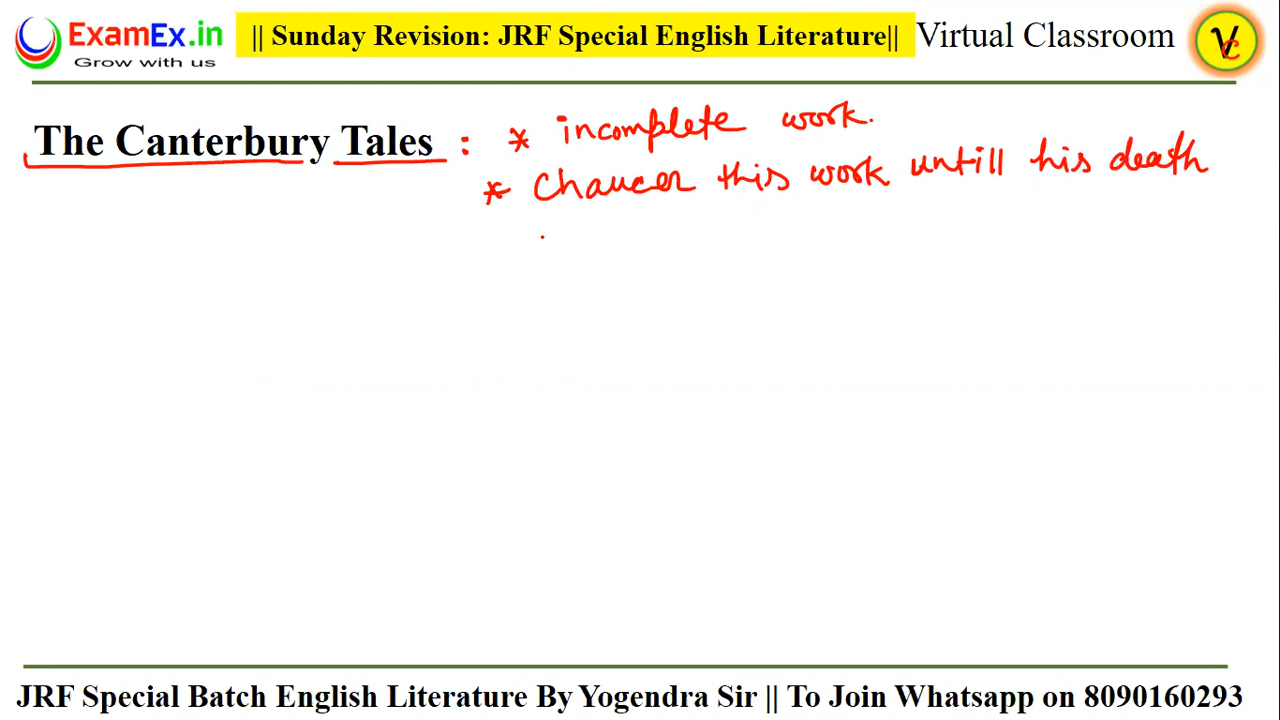 ExamEx.in
Grow with us
|| Sunday Revision: JRF Special English Literature||
Virtual Classroom
VC
The Canterbury Tales : * incomplete work.
* Chaucer this work untill his death
JRF Special Batch English Literature By Yogendra Sir || To Join Whatsapp on 8090160293